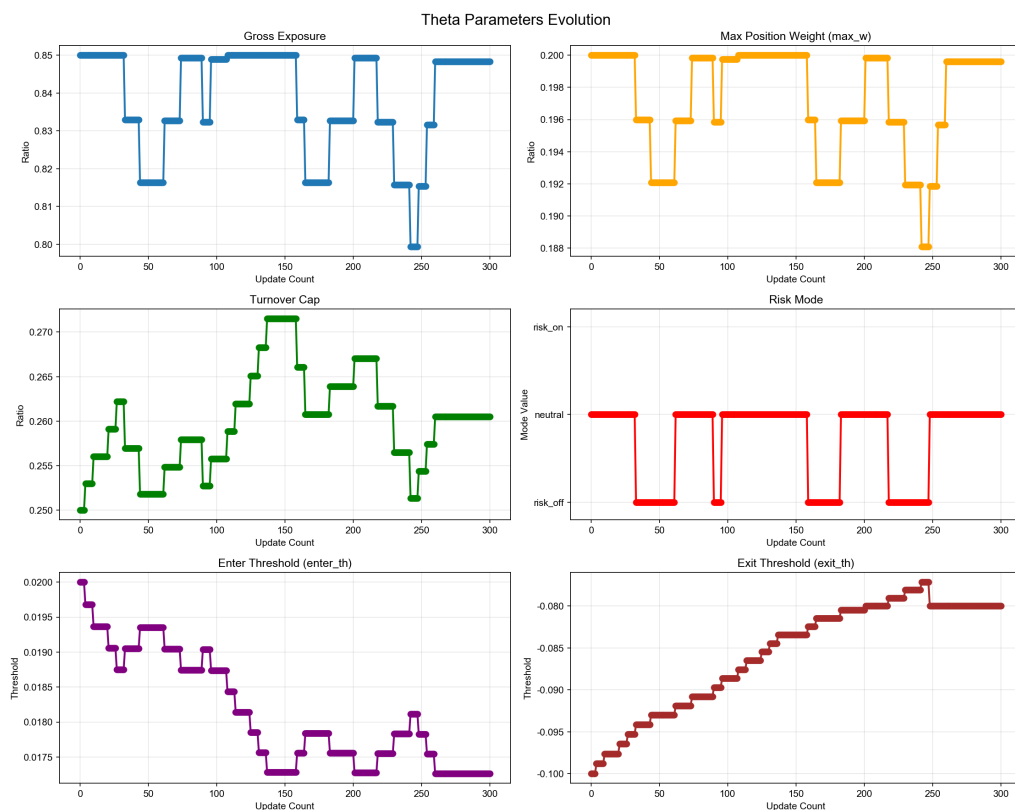 Theta Parameters Evolution
Gross Exposure
Ratio
0.85
0.84
0.83
0.82
0.81
0.80
0 50 100 150 200 250 300
Update Count
Max Position Weight (max_w)
Ratio
0.200
0.198
0.196
0.194
0.192
0.190
0.188
0 50 100 150 200 250 300
Update Count
Turnover Cap
Ratio
0.270
0.265
0.260
0.255
0.250
0 50 100 150 200 250 300
Update Count
Risk Mode
Mode Value
risk_on
neutral
risk_off
0 50 100 150 200 250 300
Update Count
Enter Threshold (enter_th)
Threshold
0.0200
0.0195
0.0190
0.0185
0.0180
0.0175
0 50 100 150 200 250 300
Update Count
Exit Threshold (exit_th)
Threshold
-0.080
-0.085
-0.090
-0.095
-0.100
0 50 100 150 200 250 300
Update Count